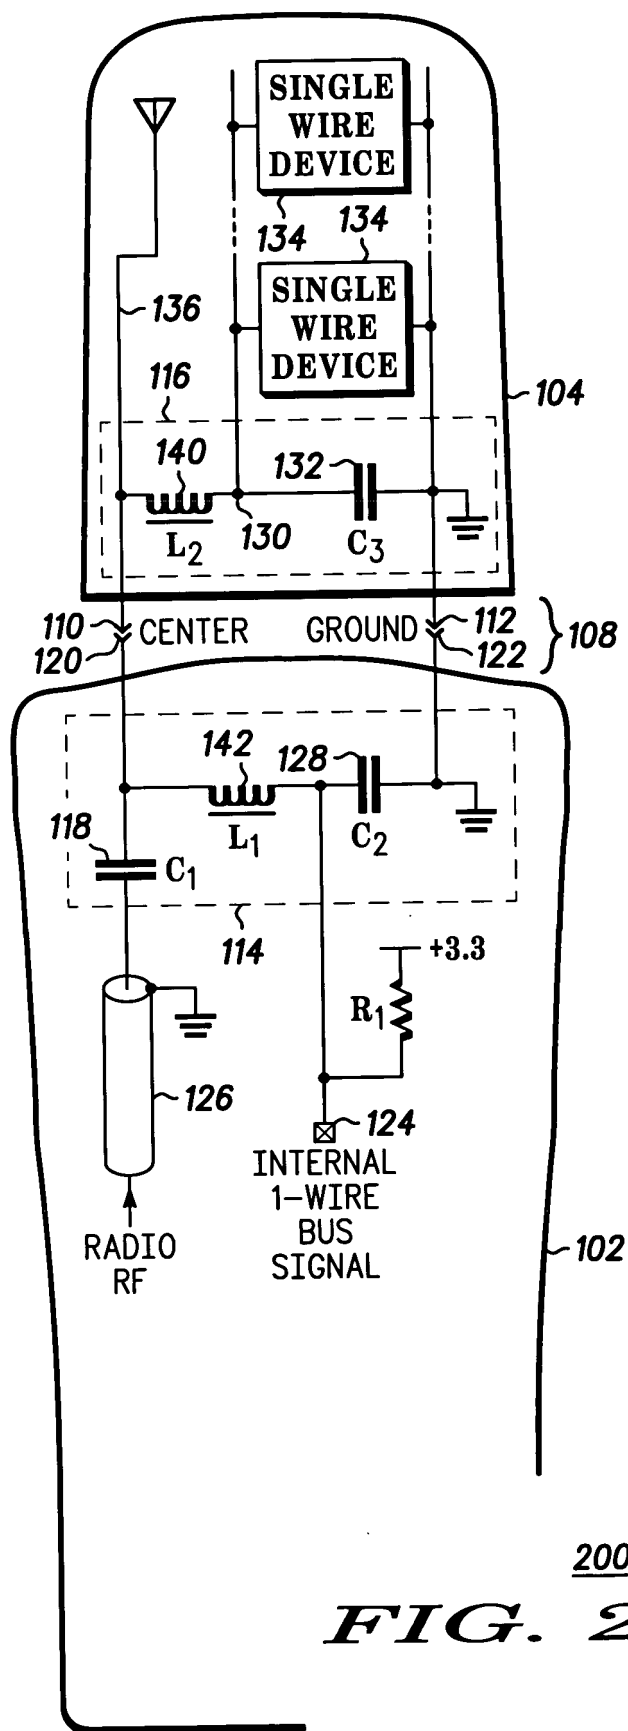 SINGLE
WIRE
DEVICE
134
134
SINGLE
WIRE
DEVICE
136
116
104
140
132
L2
130
C3
110
CENTER
GROUND
112
120
122
108
142
128
118
L1
C2
C1
114
+3.3
R1
126
124
INTERNAL
1-WIRE
BUS
SIGNAL
RADIO
RF
102
200
FIG. 2